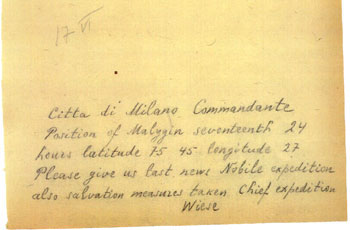 17 VI
Citta di Milano Commandante
Position of Malygin seventeenth 24
hours latitude 75 45 longitude 27
Please give us last news Nobile expedition
also salvation measures taken Chief expedition
Wiese